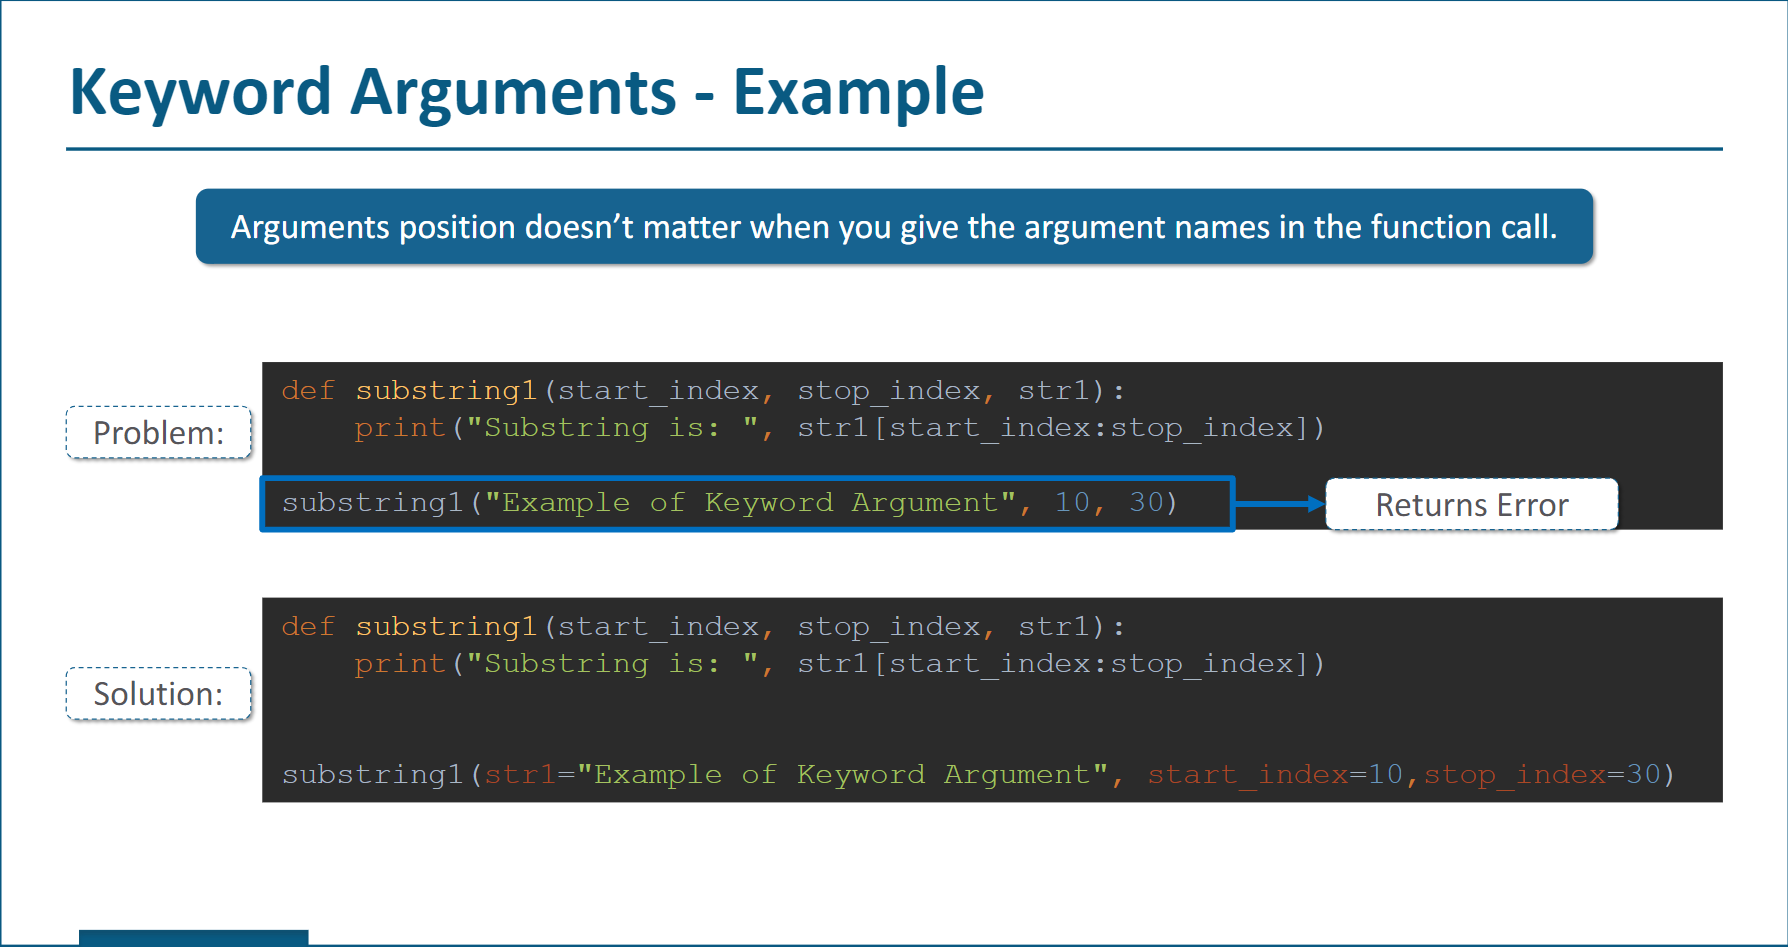 Keyword Arguments - Example
Arguments position doesn’t matter when you give the argument names in the function call.
Problem:
def substring1(start_index, stop_index, str1):
    print("Substring is: ", str1[start_index:stop_index])
substring1("Example of Keyword Argument", 10, 30)
Returns Error
Solution:
def substring1(start_index, stop_index, str1):
    print("Substring is: ", str1[start_index:stop_index])
substring1(str1="Example of Keyword Argument", start_index=10,stop_index=30)